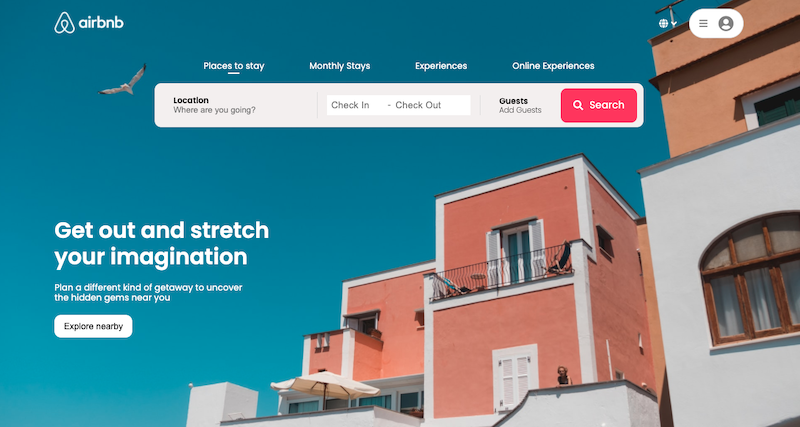 airbnb
Places to stay
Monthly Stays
Experiences
Online Experiences
Location
Where are you going?
Check In - Check Out
Guests
Add Guests
Search
Get out and stretch
your imagination
Plan a different kind of getaway to uncover
the hidden gems near you
Explore nearby